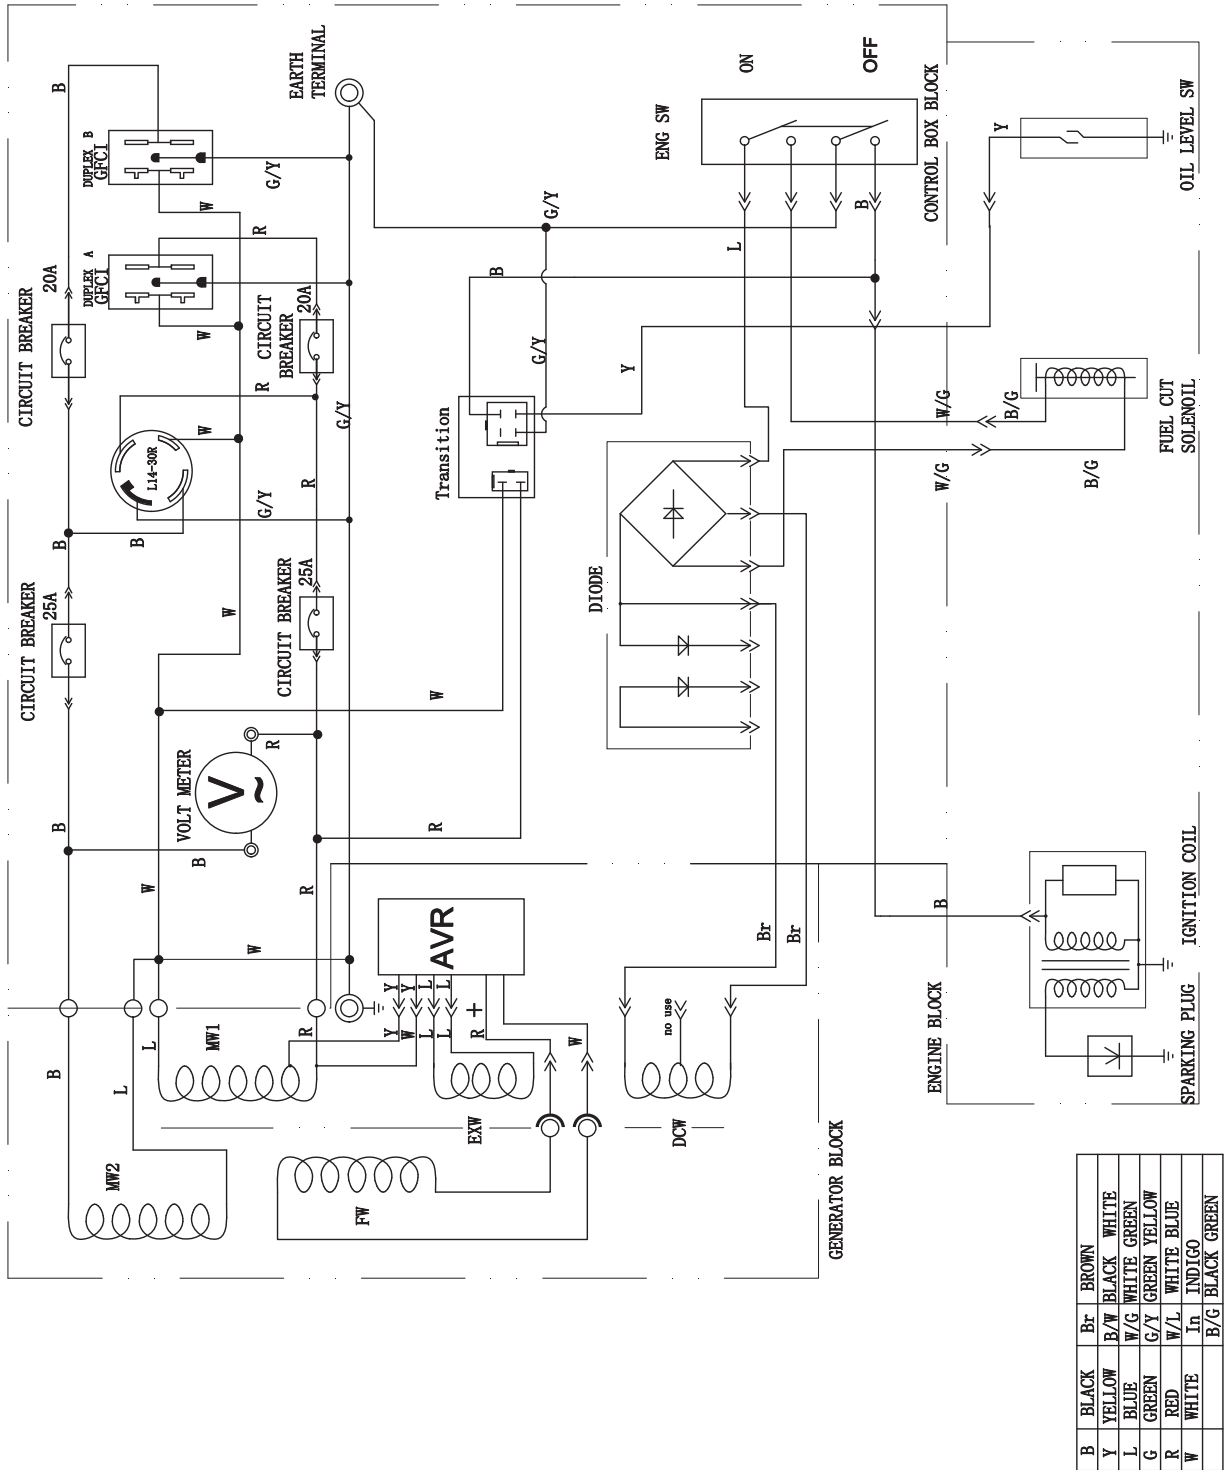 B
B
DUPLEX B
GFCI
G/Y
W
EARTH
TERMINAL
R
DUPLEX A
GFCI
W
CIRCUIT BREAKER
20A
CIRCUIT
BREAKER
20A
R
G/Y
W
L14-30R
G/Y
R
B
B
CIRCUIT BREAKER
25A
CIRCUIT BREAKER
25A
W
W
VOLT METER
V
~
R
B
B
R
W
R
W
ENG SW
ON
OFF
CONTROL BOX BLOCK
B
L
G/Y
B
G/Y
Y
Transition
DIODE
Y
OIL LEVEL SW
W/G
B/G
FUEL CUT
SOLENOIL
W/G
B/G
AVR
Y
Y
L
L
+
Y
W
L
L
R
W
Br
Br
no use
B
ENGINE BLOCK
IGNITION COIL
SPARKING PLUG
B
L
L
MW1
R
MW2
FW
EXW
DCW
GENERATOR BLOCK
B BLACK Br BROWN
Y YELLOW B/W BLACK WHITE
L BLUE W/G WHITE GREEN
G GREEN G/Y GREEN YELLOW
R RED W/L WHITE BLUE
W WHITE In INDIGO
B/G BLACK GREEN